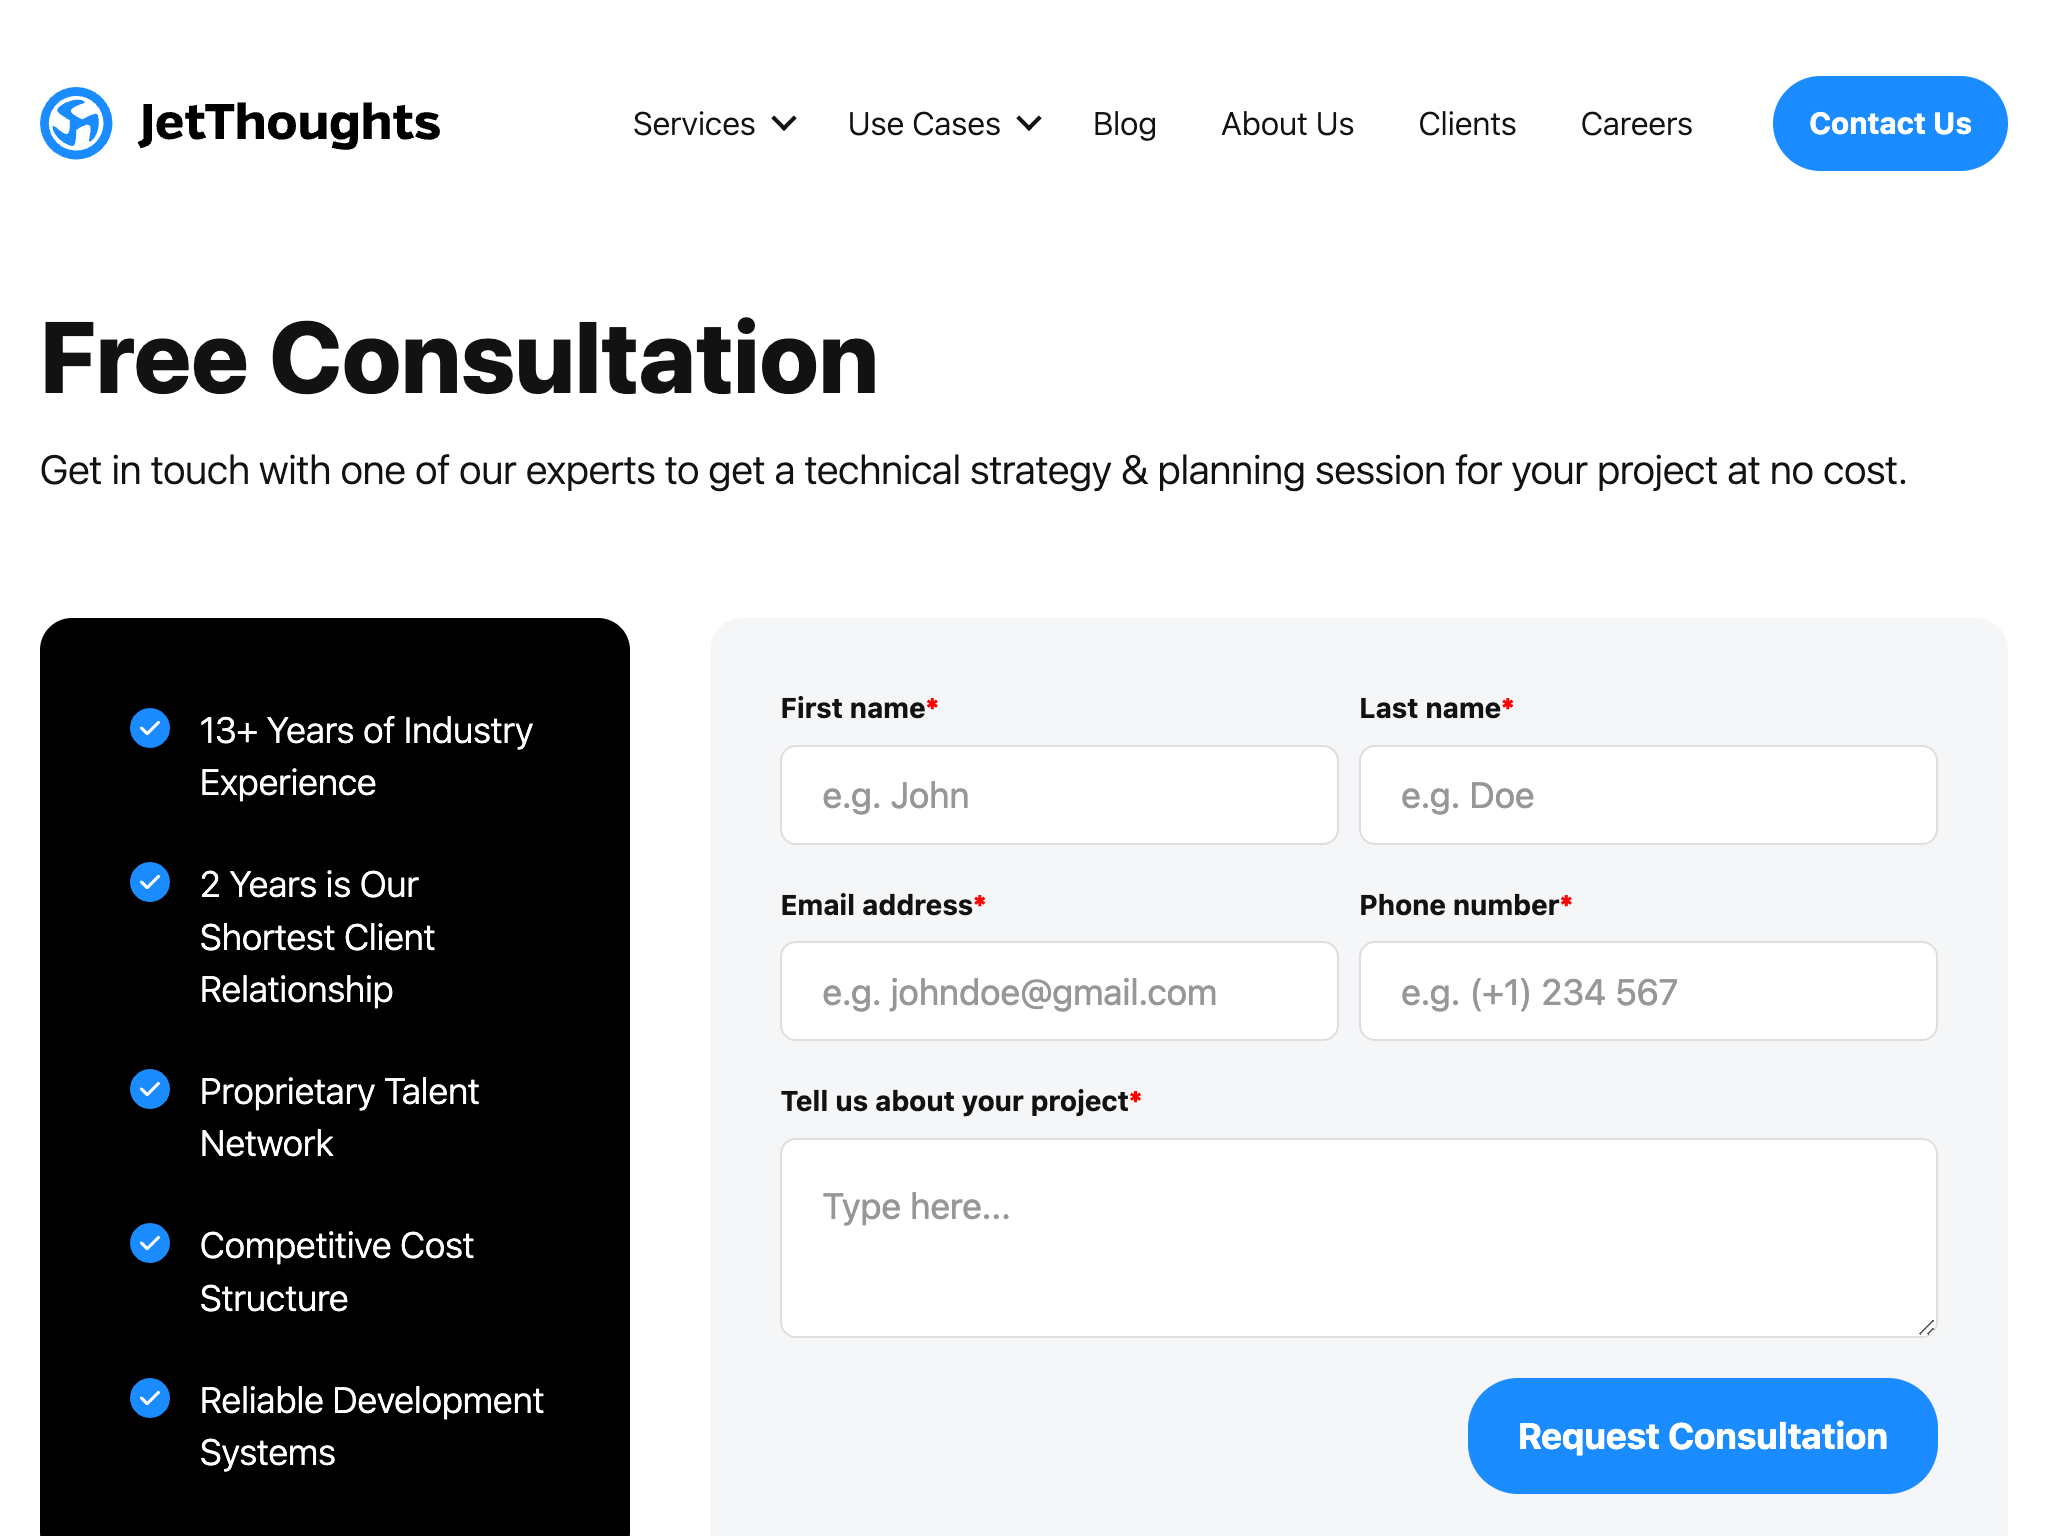 JetThoughts
Services Use Cases Blog About Us Clients Careers Contact Us
Free Consultation
Get in touch with one of our experts to get a technical strategy & planning session for your project at no cost.
13+ Years of Industry
Experience
2 Years is Our
Shortest Client
Relationship
Proprietary Talent
Network
Competitive Cost
Structure
Reliable Development
Systems
First name* Last name*
e.g. John e.g. Doe
Email address* Phone number*
e.g. johndoe@gmail.com e.g. (+1) 234 567
Tell us about your project*
Type here...
Request Consultation